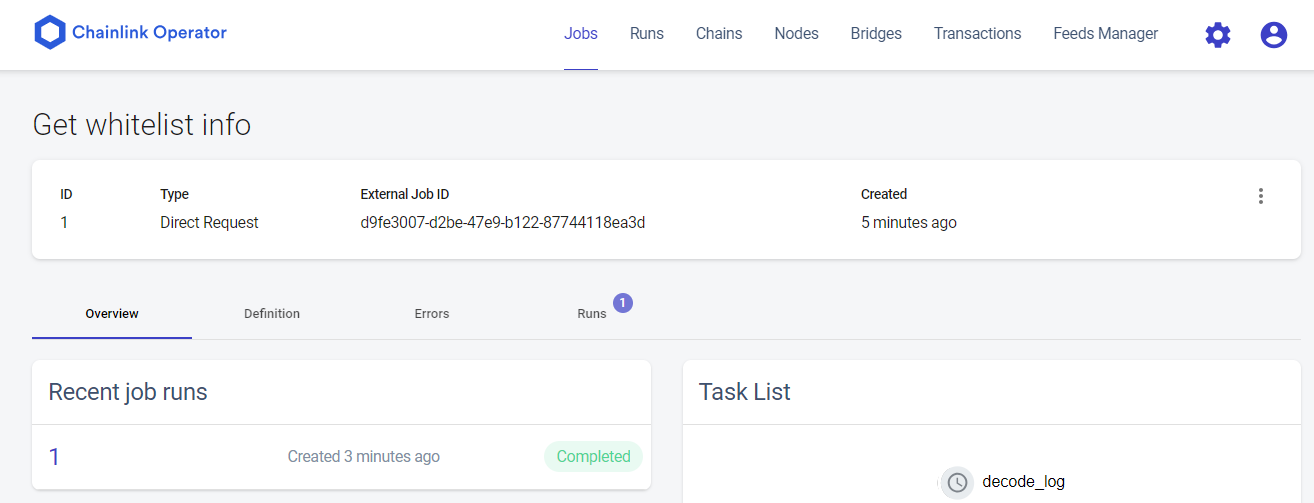 Chainlink Operator
Jobs Runs Chains Nodes Bridges Transactions Feeds Manager
Get whitelist info
ID Type External Job ID Created
1 Direct Request d9fe3007-d2be-47e9-b122-87744118ea3d 5 minutes ago
Overview Definition Errors Runs 1
Recent job runs
1 Created 3 minutes ago Completed
Task List
decode_log